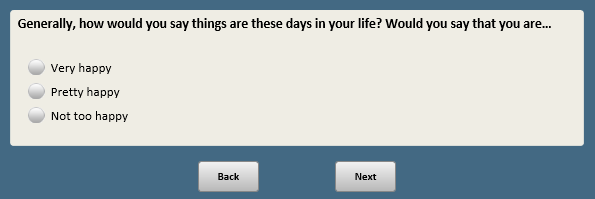 Generally, how would you say things are these days in your life? Would you say that you are...
Very happy
Pretty happy
Not too happy
Back
Next